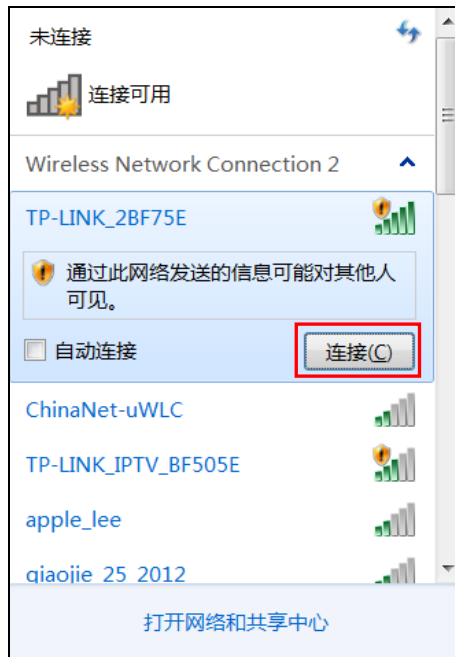 未连接
连接可用
Wireless Network Connection 2
TP-LINK_2BF75E
通过此网络发送的信息可能对其他人
可见。
自动连接
连接(C)
ChinaNet-uWLC
TP-LINK_IPTV_BF505E
apple_lee
qiaojie_25_2012
打开网络和共享中心